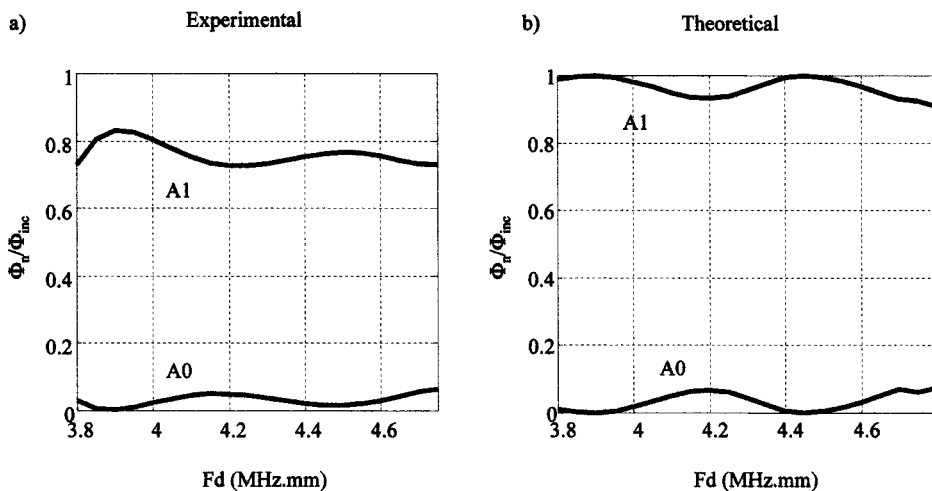 a)
Experimental
1
0.8
0.6
0.4
0.2
0
Φn/Φinc
A1
A0
3.8
4
4.2
4.4
4.6
Fd (MHz.mm)
b)
Theoretical
1
0.8
0.6
0.4
0.2
0
Φn/Φinc
A1
A0
3.8
4
4.2
4.4
4.6
Fd (MHz.mm)